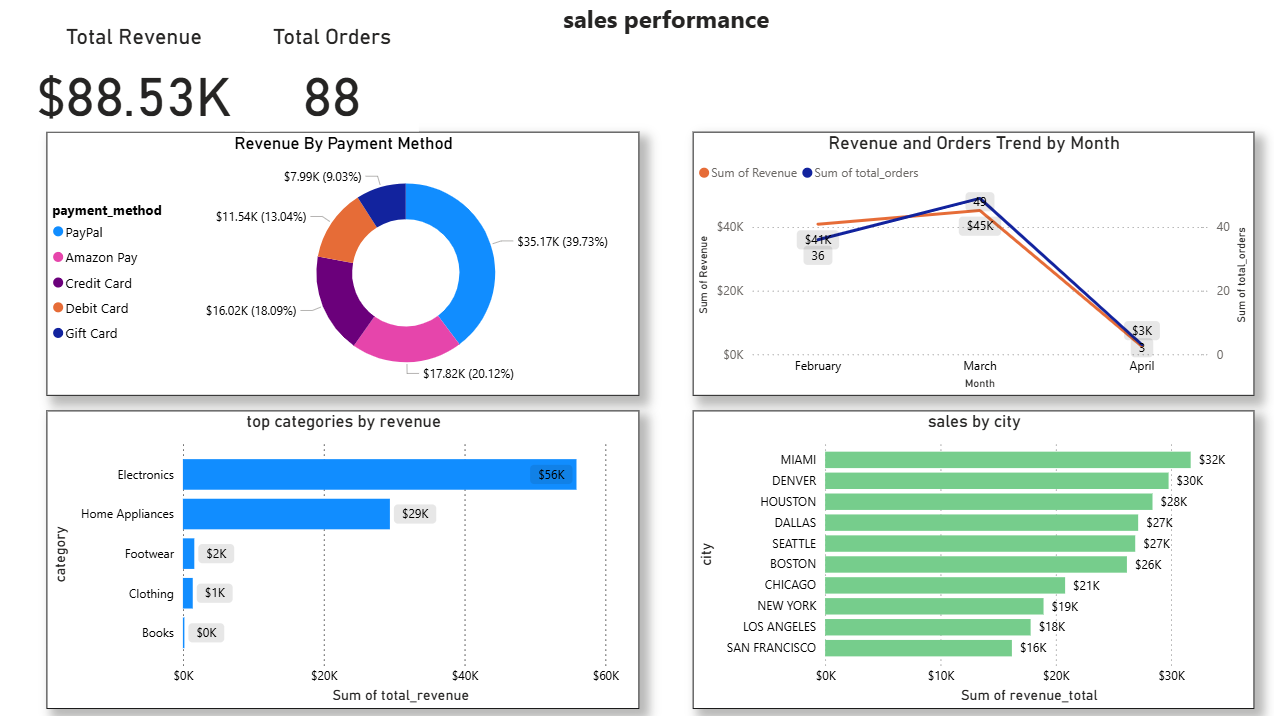 sales performance
Total Revenue
Total Orders
$88.53K
88
Revenue By Payment Method
payment_method
PayPal
Amazon Pay
Credit Card
Debit Card
Gift Card
$7.99K (9.03%)
$11.54K (13.04%)
$16.02K (18.09%)
$35.17K (39.73%)
$17.82K (20.12%)
Revenue and Orders Trend by Month
Sum of Revenue
Sum of total_orders
Sum of Revenue
$40K
$20K
$0K
$41K
36
49
$45K
$3K
3
40
20
0
Sum of total_orders
February
March
April
Month
top categories by revenue
category
Electronics
$56K
Home Appliances
$29K
Footwear
$2K
Clothing
$1K
Books
$0K
$0K
$20K
$40K
$60K
Sum of total_revenue
sales by city
city
MIAMI
$32K
DENVER
$30K
HOUSTON
$28K
DALLAS
$27K
SEATTLE
$27K
BOSTON
$26K
CHICAGO
$21K
NEW YORK
$19K
LOS ANGELES
$18K
SAN FRANCISCO
$16K
$0K
$10K
$20K
$30K
Sum of revenue_total